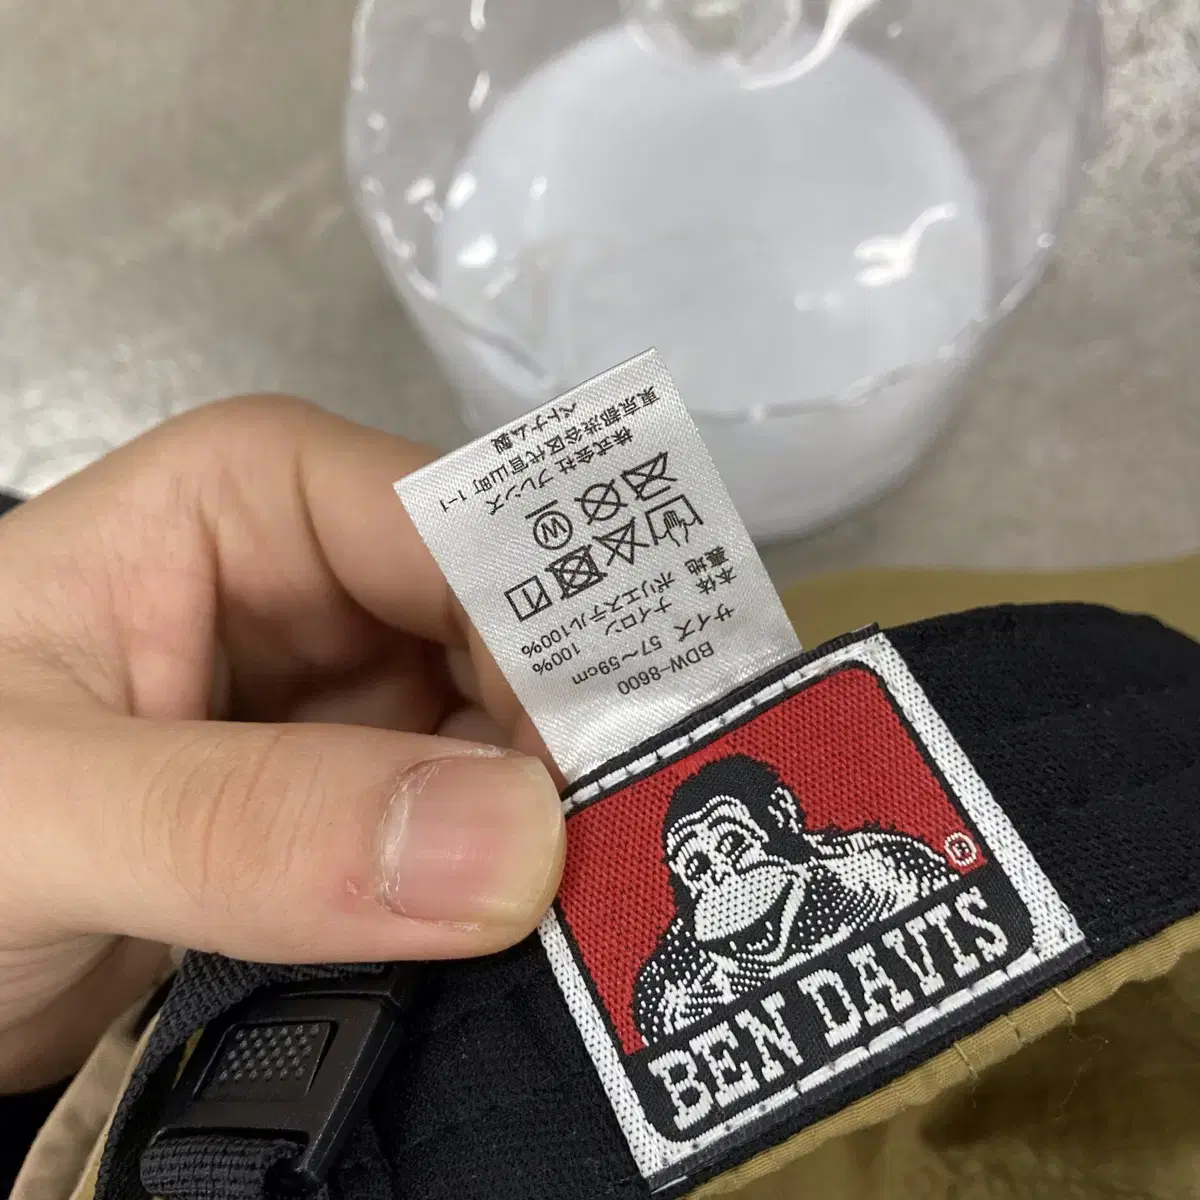 BDW-8600
サイズ 57～59cm
本体 ナイロン 100%
裏地 ポリエステル100%
W
株式会社 フレンズ
東京都渋谷区代官山町 1-1
ベトナム製
BEN DAVIS
®